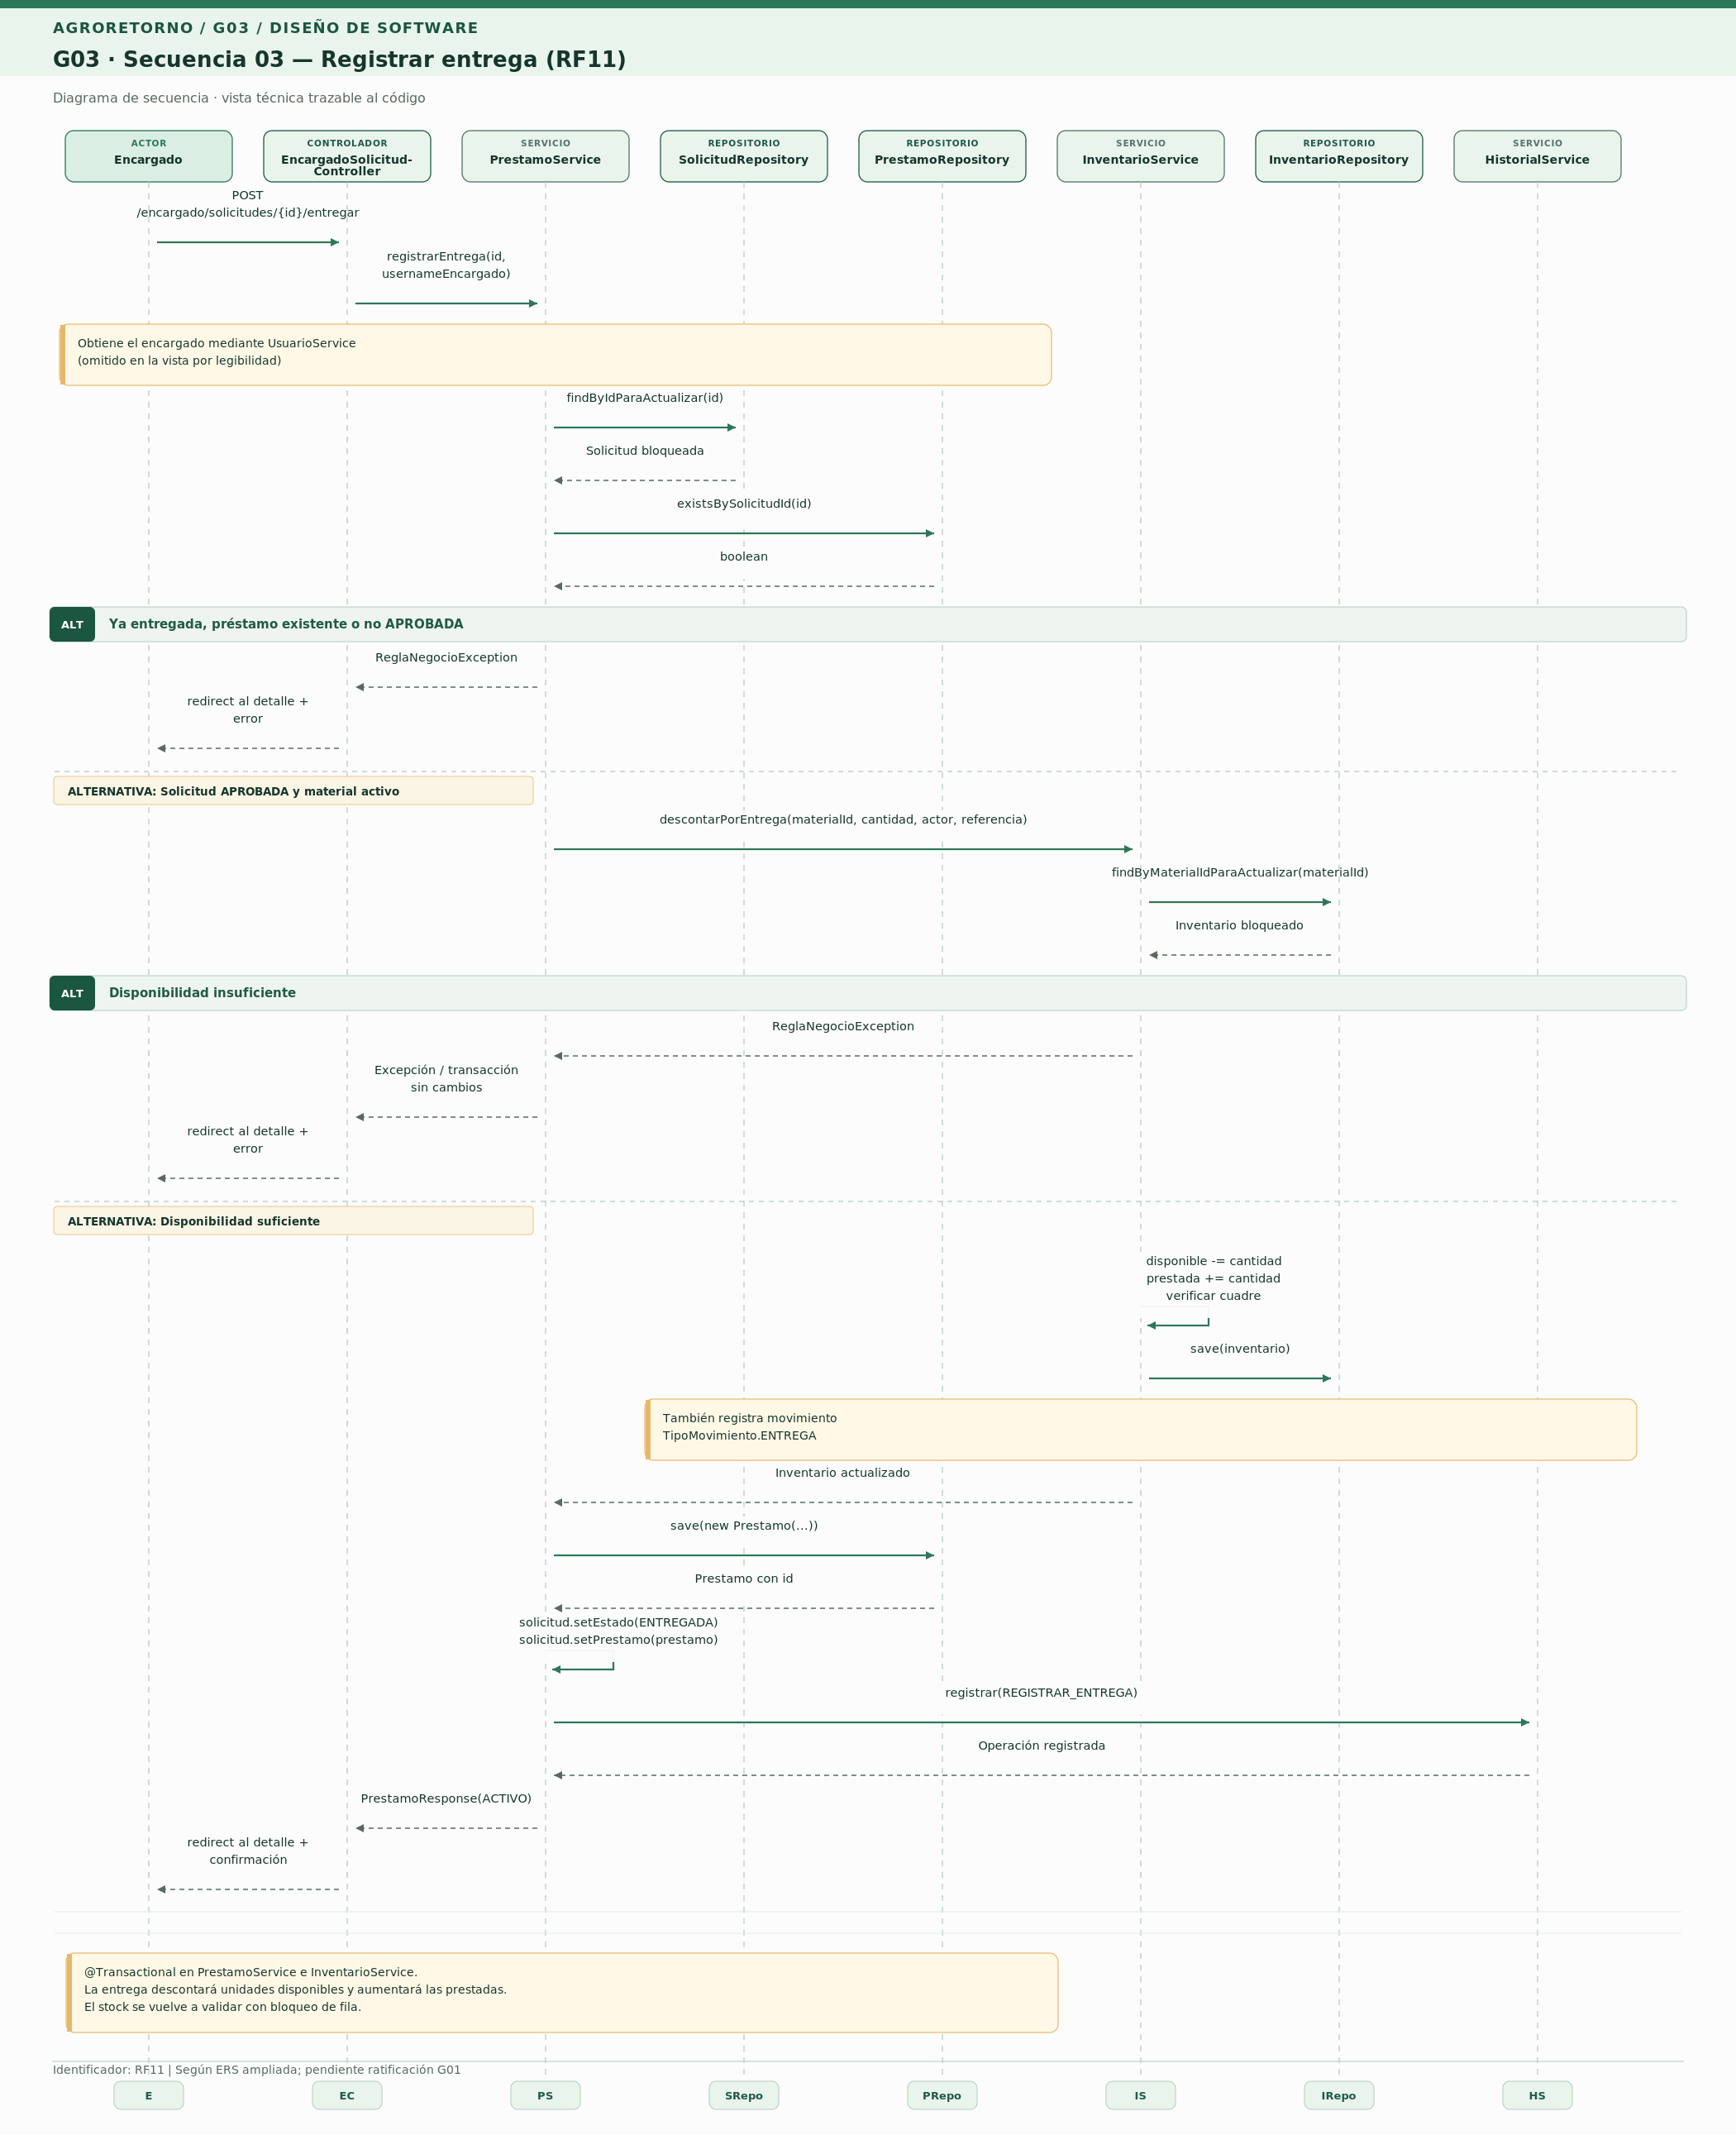 AGRORETORNO / G03 / DISEÑO DE SOFTWARE
G03 · Secuencia 03 — Registrar entrega (RF11)
Diagrama de secuencia · vista técnica trazable al código
ACTOR
Encargado
CONTROLADOR
EncargadoSolicitud-
Controller
SERVICIO
PrestamoService
REPOSITORIO
SolicitudRepository
REPOSITORIO
PrestamoRepository
SERVICIO
InventarioService
REPOSITORIO
InventarioRepository
SERVICIO
HistorialService
POST
/encargado/solicitudes/{id}/entregar
registrarEntrega(id,
usernameEncargado)
Obtiene el encargado mediante UsuarioService
(omitido en la vista por legibilidad)
findByIdParaActualizar(id)
Solicitud bloqueada
existsBySolicitudId(id)
boolean
ALT
Ya entregada, préstamo existente o no APROBADA
ReglaNegocioException
redirect al detalle +
error
ALTERNATIVA: Solicitud APROBADA y material activo
descontarPorEntrega(materialId, cantidad, actor, referencia)
findByMaterialIdParaActualizar(materialId)
Inventario bloqueado
ALT
Disponibilidad insuficiente
ReglaNegocioException
Excepción / transacción
sin cambios
redirect al detalle +
error
ALTERNATIVA: Disponibilidad suficiente
disponible -= cantidad
prestada += cantidad
verificar cuadre
save(inventario)
También registra movimiento
TipoMovimiento.ENTREGA
Inventario actualizado
save(new Prestamo(...))
Prestamo con id
solicitud.setEstado(ENTREGADA)
solicitud.setPrestamo(prestamo)
registrar(REGISTRAR_ENTREGA)
Operación registrada
PrestamoResponse(ACTIVO)
redirect al detalle +
confirmación
@Transactional en PrestamoService e InventarioService.
La entrega descontará unidades disponibles y aumentará las prestadas.
El stock se vuelve a validar con bloqueo de fila.
Identificador: RF11 | Según ERS ampliada; pendiente ratificación G01
E
EC
PS
SRepo
PRepo
IS
IRepo
HS